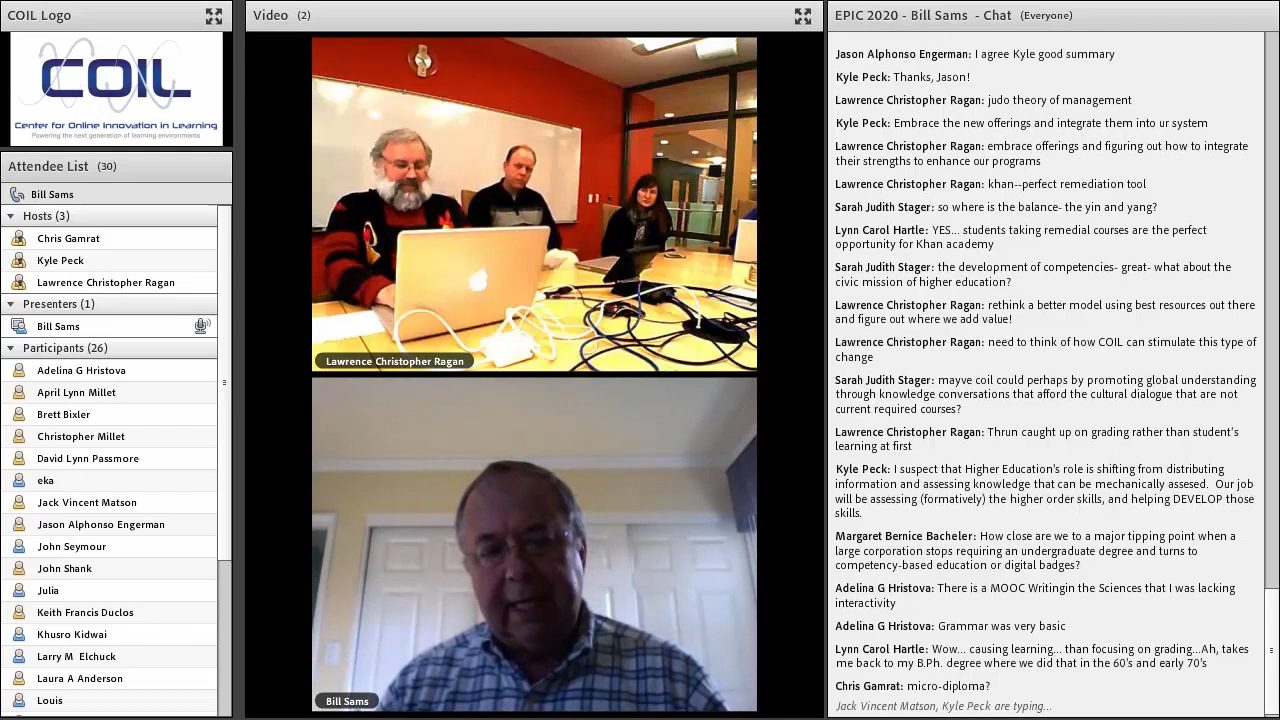 COIL Logo
COIL
Center for Online Innovation in Learning
Powering the next generation of learning environments
Attendee List (30)
Bill Sams
Hosts (3)
Chris Gamrat
Kyle Peck
Lawrence Christopher Ragan
Presenters (1)
Bill Sams
Participants (26)
Adelina G Hristova
April Lynn Millet
Brett Bixler
Christopher Millet
David Lynn Passmore
eka
Jack Vincent Matson
Jason Alphonso Engerman
John Seymour
John Shank
Julia
Keith Francis Duclos
Khusro Kidwai
Larry M Elchuck
Laura A Anderson
Louis
Video (2)
Lawrence Christopher Ragan
Bill Sams
EPIC 2020 - Bill Sams - Chat (Everyone)
Jason Alphonso Engerman: I agree Kyle good summary
Kyle Peck: Thanks, Jason!
Lawrence Christopher Ragan: judo theory of management
Kyle Peck: Embrace the new offerings and integrate them into ur system
Lawrence Christopher Ragan: embrace offerings and figuring out how to integrate
their strengths to enhance our programs
Lawrence Christopher Ragan: khan--perfect remediation tool
Sarah Judith Stager: so where is the balance- the yin and yang?
Lynn Carol Hartle: YES... students taking remedial courses are the perfect
opportunity for Khan academy
Sarah Judith Stager: the development of competencies- great- what about the
civic mission of higher education?
Lawrence Christopher Ragan: rethink a better model using best resources out there
and figure out where we add value!
Lawrence Christopher Ragan: need to think of how COIL can stimulate this type of
change!
Sarah Judith Stager: mayve coil could perhaps by promoting global understanding
through knowledge conversations that afford the cultural dialogue that are not
current required courses?
Lawrence Christopher Ragan: Thrun caught up on grading rather than student's
learning at first
Kyle Peck: I suspect that Higher Education's role is shifting from distributing
information and assessing knowledge that can be mechanically assesed. Our job
will be assessing (formatively) the higher order skills, and helping DEVELOP those
skills.
Margaret Bernice Bacheler: How close are we to a major tipping point when a
large corporation stops requiring an undergraduate degree and turns to
competency-based education or digital badges?
Adelina G Hristova: There is a MOOC Writingin the Sciences that I was lacking
interactivity
Adelina G Hristova: Grammar was very basic
Lynn Carol Hartle: Wow... causing learning... than focusing on grading...Ah, takes
me back to my B.Ph. degree where we did that in the 60's and early 70's
Chris Gamrat: micro-diploma?
Jack Vincent Matson, Kyle Peck are typing...